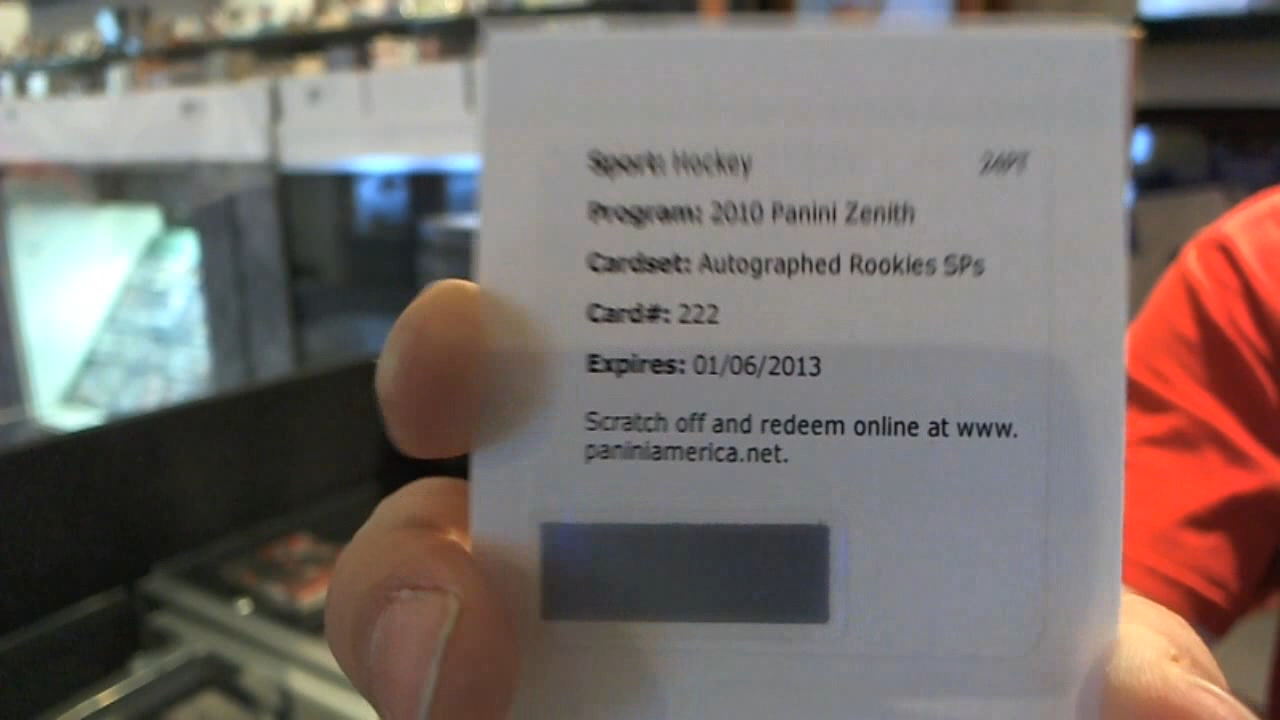 Sport: Hockey
Program: 2010 Panini Zenith
Cardset: Autographed Rookies SPs
Card#: 222
Expires: 01/06/2013
Scratch off and redeem online at www.
paniniamerica.net.